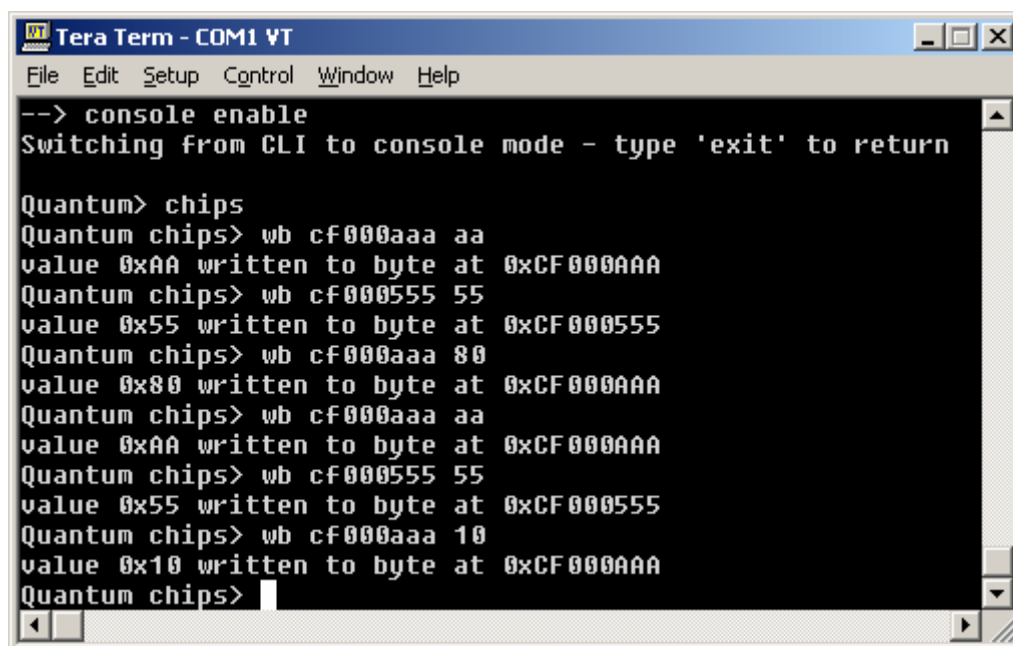 Tera Term - COM1 VT
File Edit Setup Control Window Help
--> console enable
Switching from CLI to console mode - type 'exit' to return
Quantum> chips
Quantum chips> wb cf000aaa aa
value 0xAA written to byte at 0xCF000AAA
Quantum chips> wb cf000555 55
value 0x55 written to byte at 0xCF000555
Quantum chips> wb cf000aaa 80
value 0x80 written to byte at 0xCF000AAA
Quantum chips> wb cf000aaa aa
value 0xAA written to byte at 0xCF000AAA
Quantum chips> wb cf000555 55
value 0x55 written to byte at 0xCF000555
Quantum chips> wb cf000aaa 10
value 0x10 written to byte at 0xCF000AAA
Quantum chips>